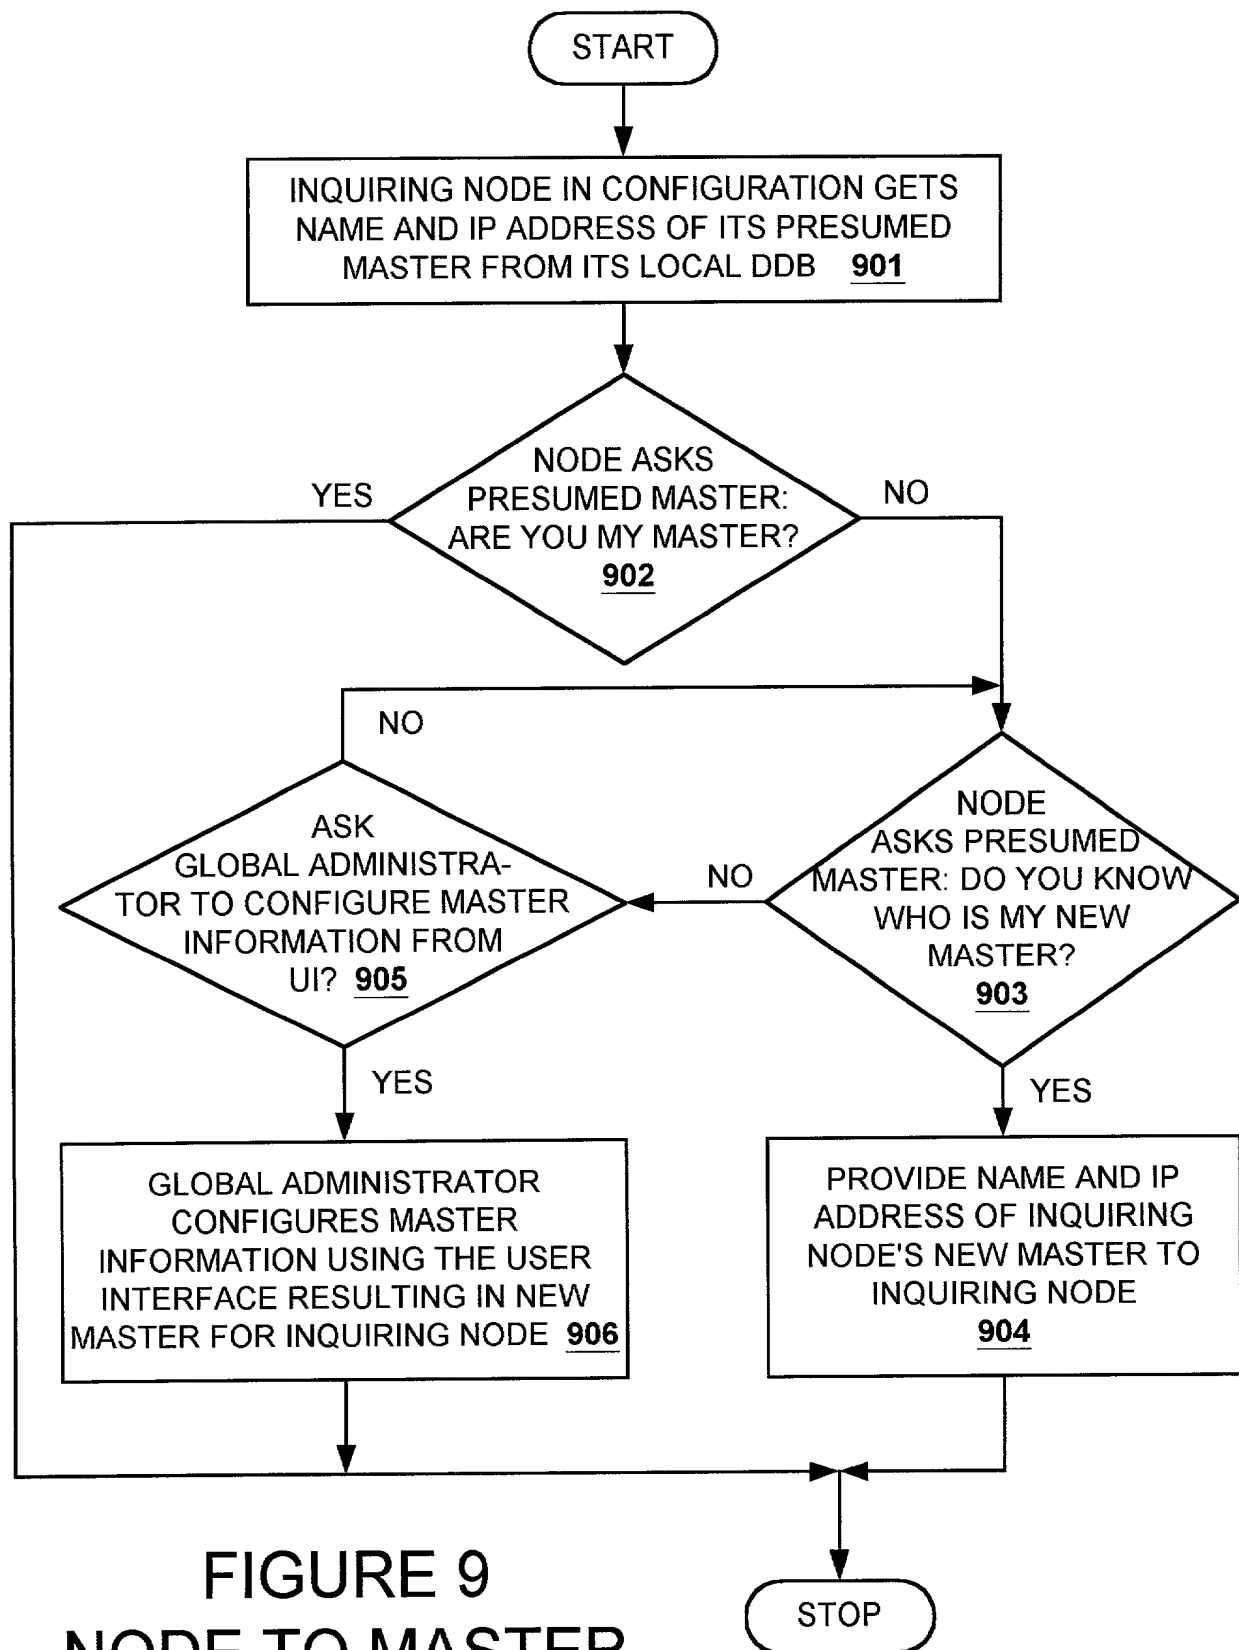 START
INQUIRING NODE IN CONFIGURATION GETS
NAME AND IP ADDRESS OF ITS PRESUMED
MASTER FROM ITS LOCAL DDB 901
NODE ASKS
PRESUMED MASTER:
ARE YOU MY MASTER?
902
YES
NO
NO
ASK
GLOBAL ADMINISTRA-
TOR TO CONFIGURE MASTER
INFORMATION FROM
UI? 905
NO
NODE
ASKS PRESUMED
MASTER: DO YOU KNOW
WHO IS MY NEW
MASTER?
903
YES
YES
GLOBAL ADMINISTRATOR
CONFIGURES MASTER
INFORMATION USING THE USER
INTERFACE RESULTING IN NEW
MASTER FOR INQUIRING NODE 906
PROVIDE NAME AND IP
ADDRESS OF INQUIRING
NODE'S NEW MASTER TO
INQUIRING NODE
904
FIGURE 9
NODE TO MASTER
STOP